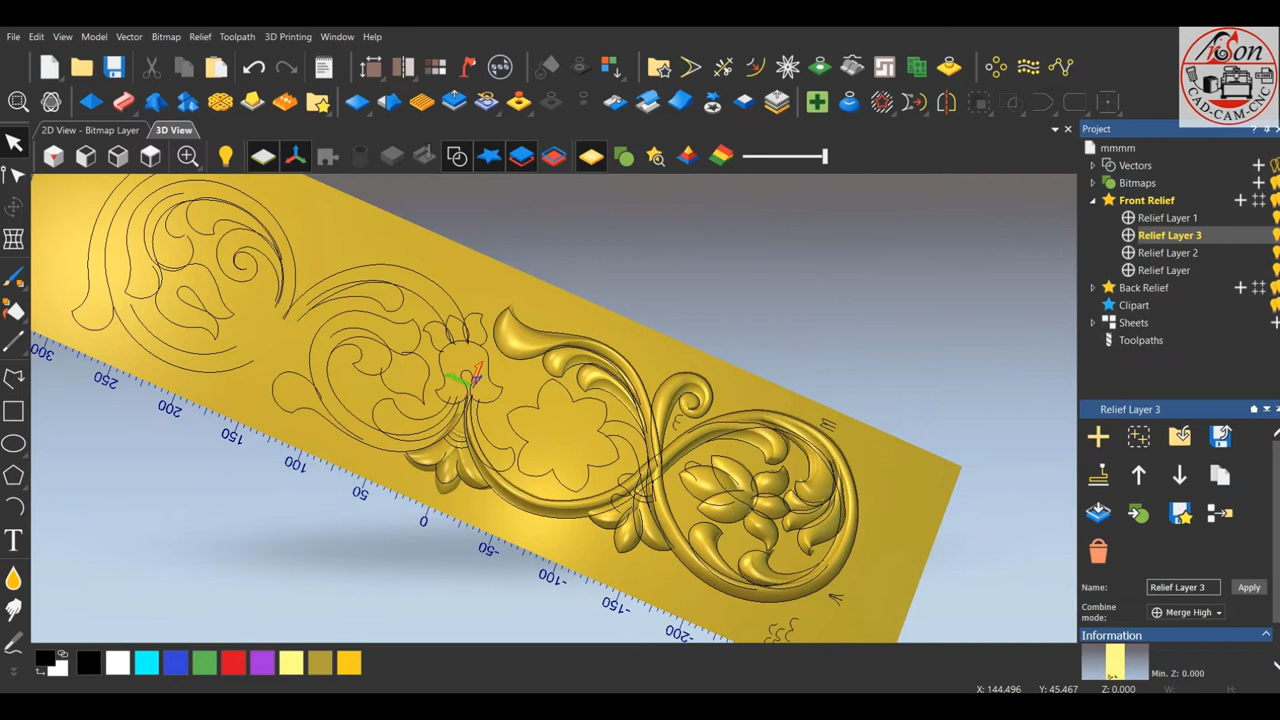 File Edit View Model Vector Bitmap Relief Toolpath 3D Printing Window Help
CAD-CAM-CNC
2D View - Bitmap Layer 3D View
Project
mmmm
Vectors
Bitmaps
Front Relief
Relief Layer 1
Relief Layer 3
Relief Layer 2
Relief Layer
Back Relief
Clipart
Sheets
Toolpaths
300
250
200
150
100
50
0
-50
-100
-150
-200
Relief Layer 3
Name: Relief Layer 3 Apply
Combine mode: Merge High
Information
Min. Z: 0.000
X: 144.496 Y: 45.467 Z: 0.000 W: H: